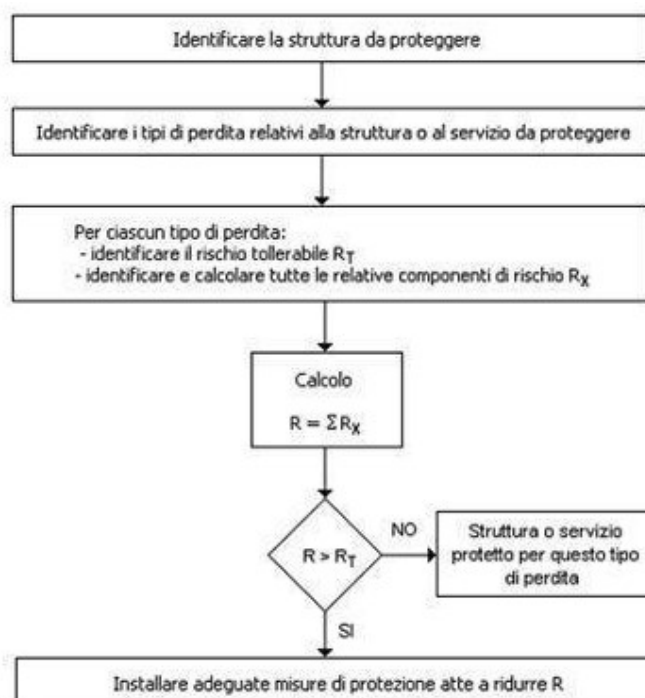 Identificare la struttura da proteggere
Identificare i tipi di perdita relativi alla struttura o al servizio da proteggere
Per ciascun tipo di perdita:
- identificare il rischio tollerabile RT
- identificare e calcolare tutte le relative componenti di rischio RX
Calcolo
R = ΣRX
R > RT
NO
Struttura o servizio
protetto per questo tipo
di perdita
SI
Installare adeguate misure di protezione atte a ridurre R